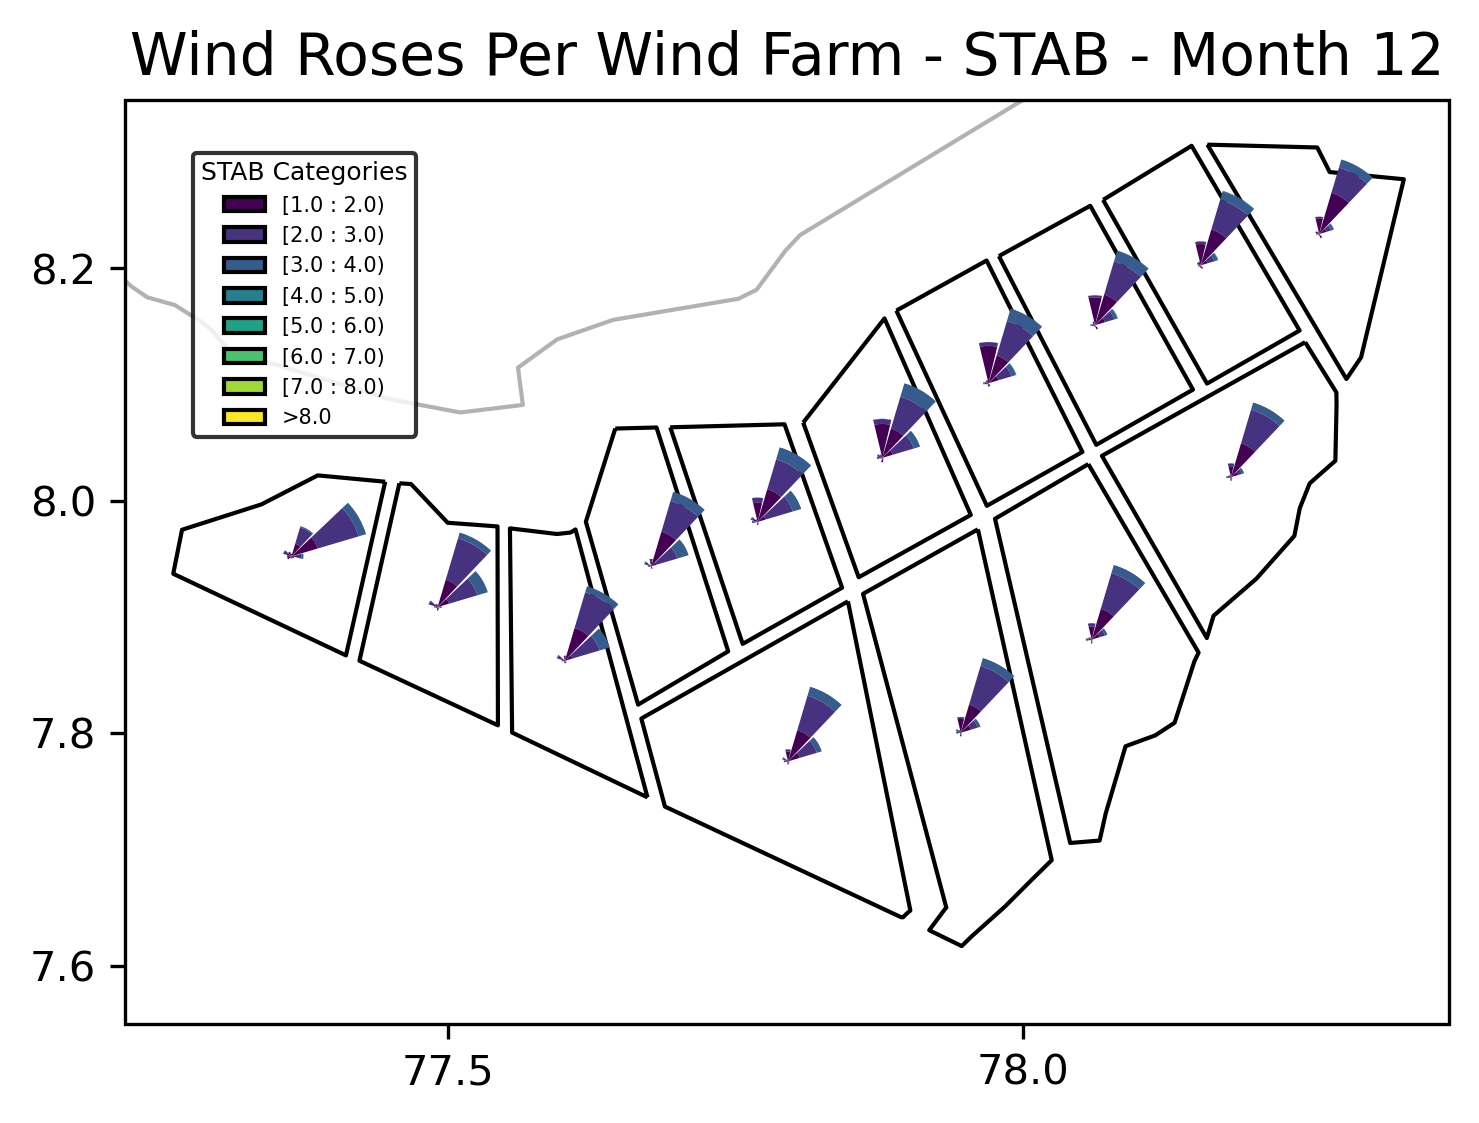 Wind Roses Per Wind Farm - STAB - Month 12
STAB Categories
[1.0 : 2.0)
[2.0 : 3.0)
[3.0 : 4.0)
[4.0 : 5.0)
[5.0 : 6.0)
[6.0 : 7.0)
[7.0 : 8.0)
>8.0
8.2
8.0
7.8
7.6
77.5
78.0